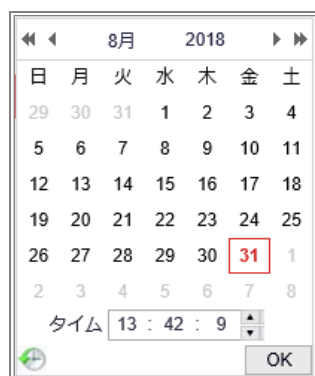 8月 2018
日 月 火 水 木 金 土
29 30 31 1 2 3 4
5 6 7 8 9 10 11
12 13 14 15 16 17 18
19 20 21 22 23 24 25
26 27 28 29 30 31 1
2 3 4 5 6 7 8
タイム 13 : 42 : 9
OK